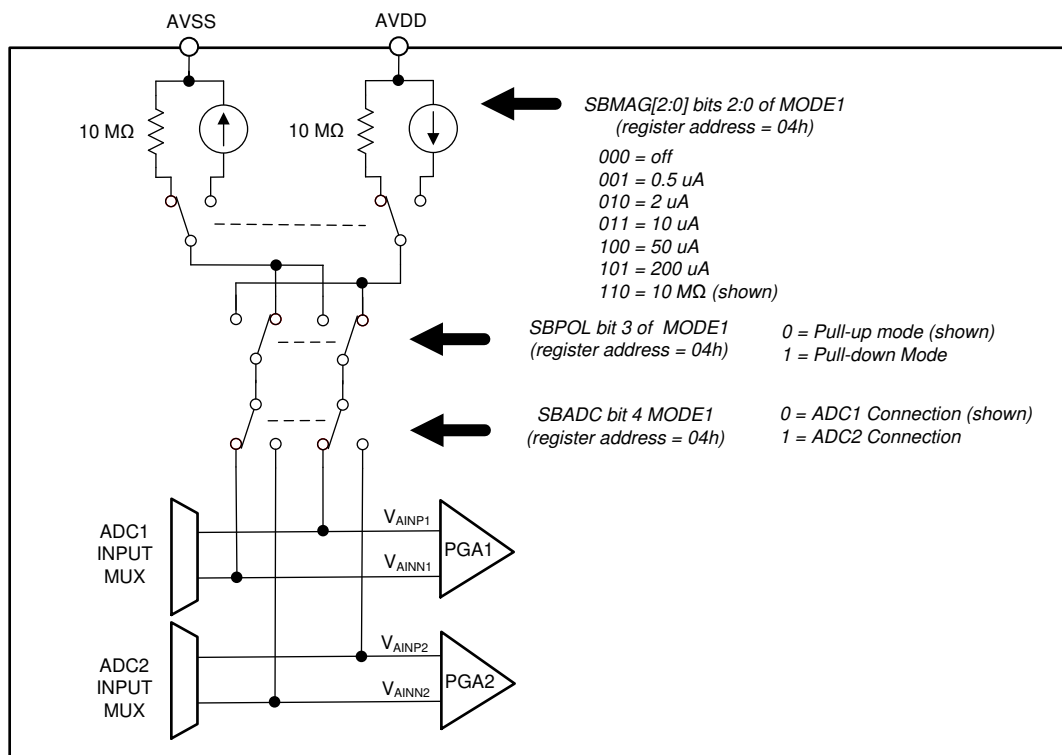 AVSS
AVDD
10 MΩ
10 MΩ
SBMAG[2:0] bits 2:0 of MODE1
(register address = 04h)
000 = off
001 = 0.5 uA
010 = 2 uA
011 = 10 uA
100 = 50 uA
101 = 200 uA
110 = 10 MΩ (shown)
SBPOL bit 3 of MODE1
(register address = 04h)
0 = Pull-up mode (shown)
1 = Pull-down Mode
SBADC bit 4 MODE1
(register address = 04h)
0 = ADC1 Connection (shown)
1 = ADC2 Connection
ADC1
INPUT
MUX
VAINP1
VAINN1
PGA1
ADC2
INPUT
MUX
VAINP2
VAINN2
PGA2